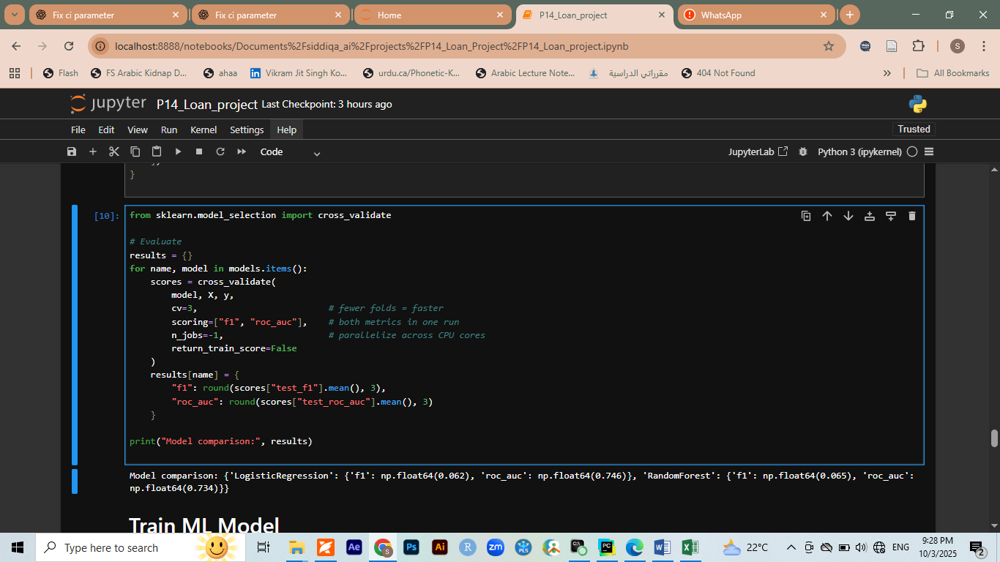 Fix ci parameter
Fix ci parameter
Home
P14_Loan_project
WhatsApp
localhost:8888/notebooks/Documents%2Fsiddiqa_ai%2Fprojects%2FP14_Loan_Project%2FP14_Loan_project.ipynb
S
Flash
FS Arabic Kidnap D...
ahaa
Vikram Jit Singh Ko...
urdu.ca/Phonetic-K...
Arabic Lecture Note...
مقرراتي الدراسية
404 Not Found
All Bookmarks
jupyter P14_Loan_project Last Checkpoint: 3 hours ago
File Edit View Run Kernel Settings Help
Trusted
Code
JupyterLab
Python 3 (ipykernel)
}
[10]:
from sklearn.model_selection import cross_validate
# Evaluate
results = {}
for name, model in models.items():
    scores = cross_validate(
        model, X, y,
        cv=3,                         # fewer folds = faster
        scoring=["f1", "roc_auc"],    # both metrics in one run
        n_jobs=-1,                    # parallelize across CPU cores
        return_train_score=False
    )
    results[name] = {
        "f1": round(scores["test_f1"].mean(), 3),
        "roc_auc": round(scores["test_roc_auc"].mean(), 3)
    }
print("Model comparison:", results)
Model comparison: {'LogisticRegression': {'f1': np.float64(0.062), 'roc_auc': np.float64(0.746)}, 'RandomForest': {'f1': np.float64(0.065), 'roc_auc':
np.float64(0.734)}}
Train ML Model
Type here to search
Ae
S
Ps
Ai
R
zm
PLS
PC
W
X
22°C
ENG
9:28 PM
10/3/2025
2